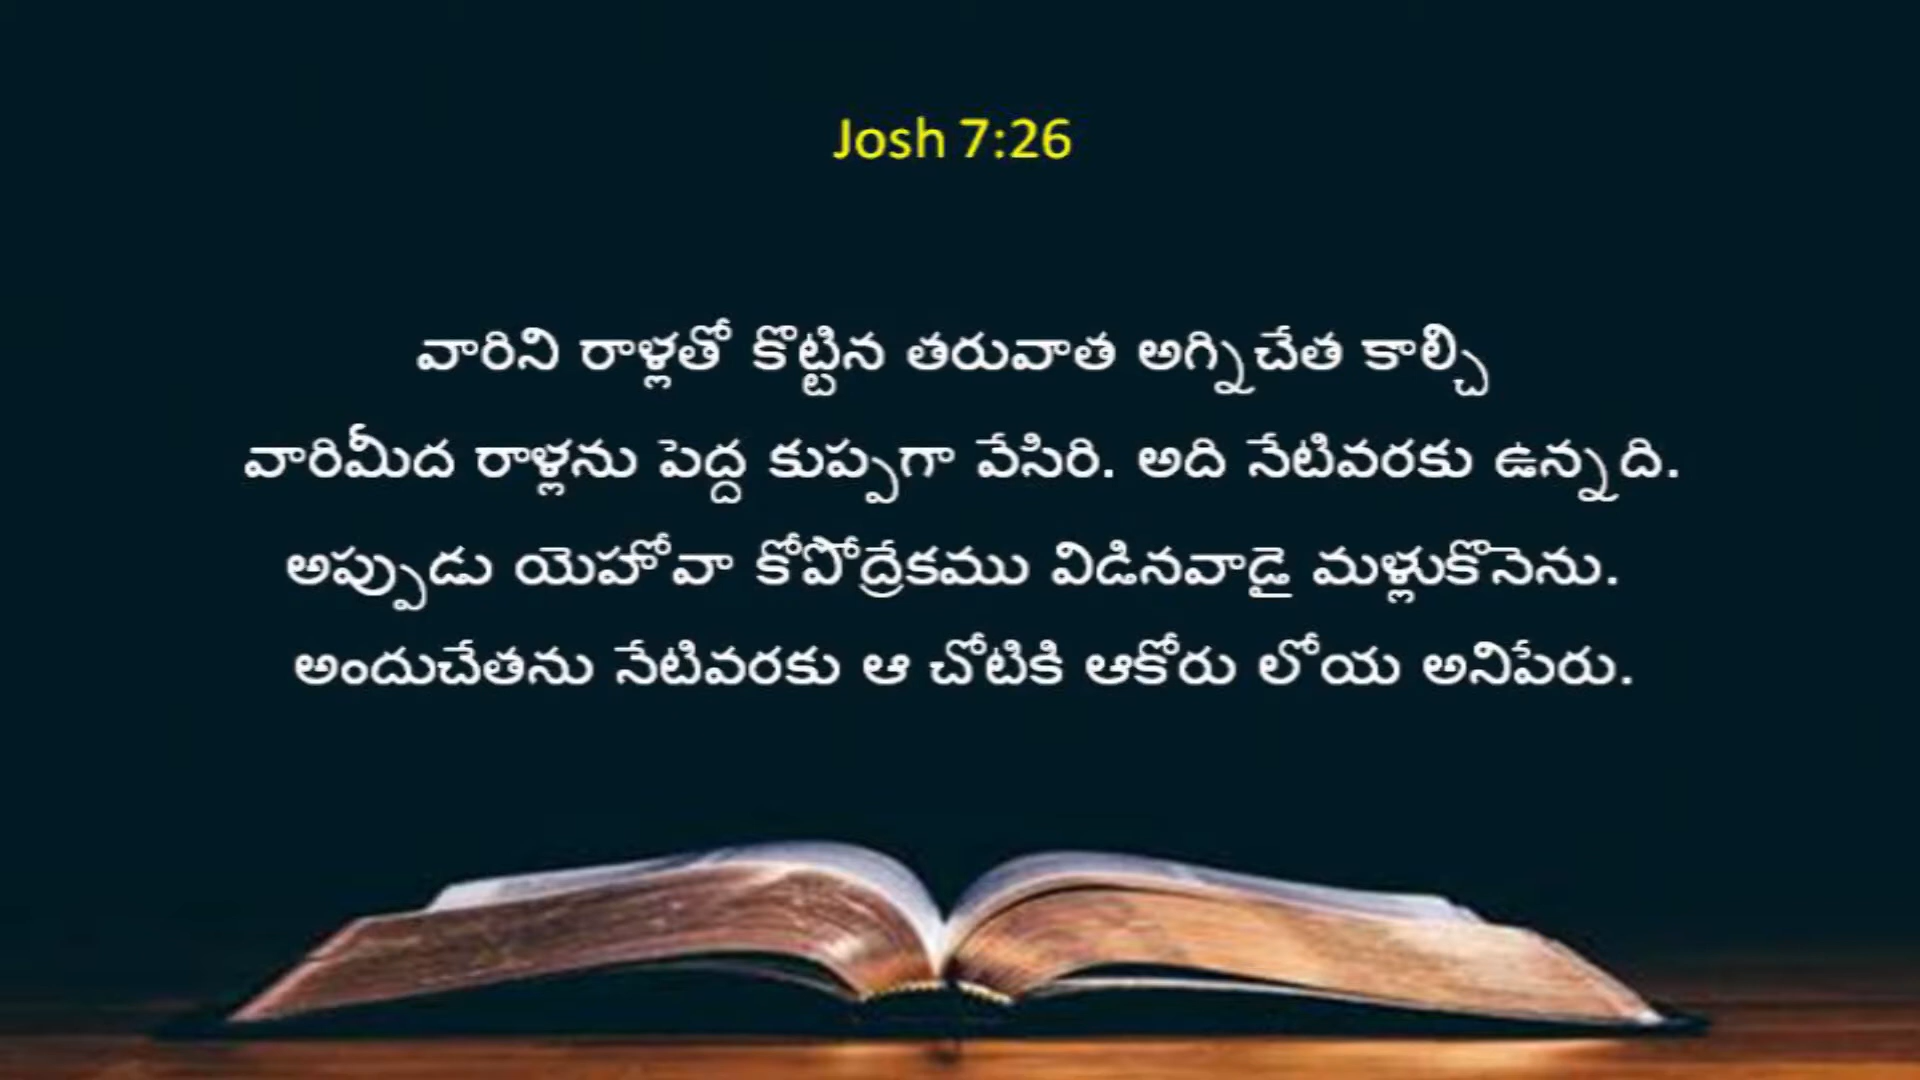 Josh 7:26
వారిని రాళ్లతో కొట్టిన తరువాత అగ్నిచేత కాల్చి
వారిమీద రాళ్లను పెద్ద కుప్పగా వేసిరి. అది నేటివరకు ఉన్నది.
అప్పుడు యెహోవా కోపోద్రేకము విడినవాడై మళ్లుకొనెను.
అందుచేతను నేటివరకు ఆ చోటికి ఆకోరు లోయ అనిపేరు.